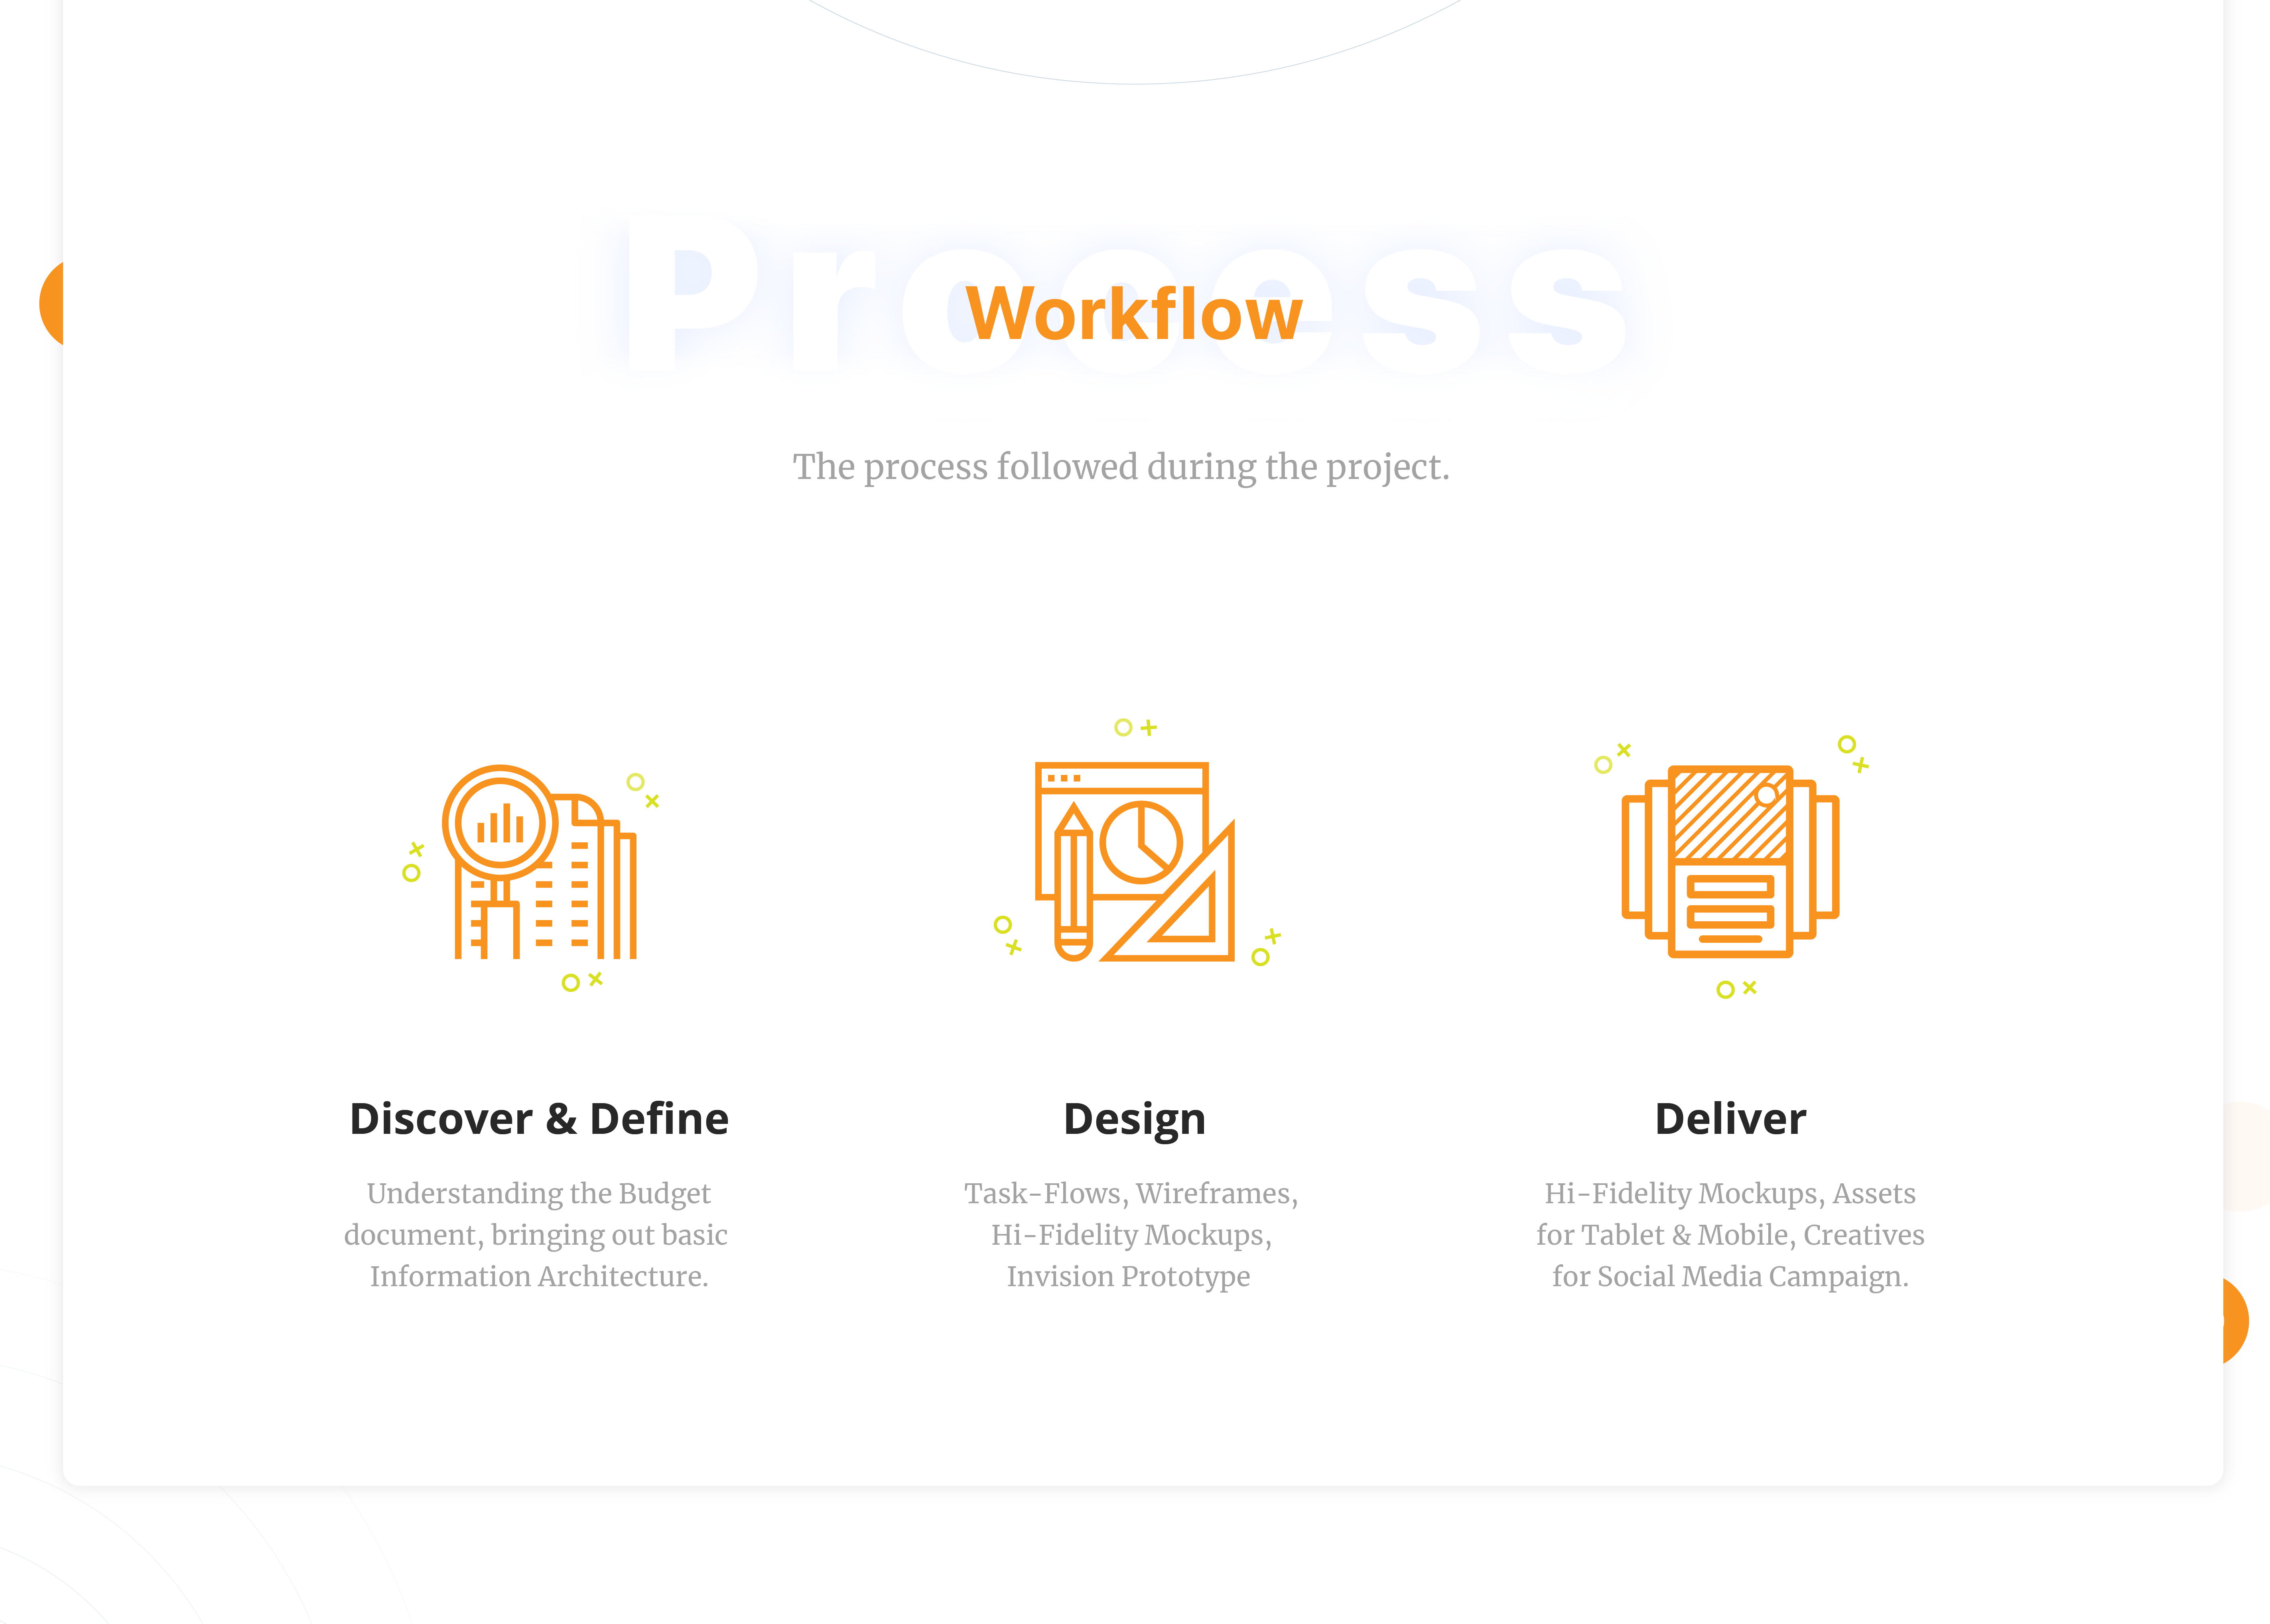 Process
Workflow
The process followed during the project.
Discover & Define
Understanding the Budget
document, bringing out basic
Information Architecture.
Design
Task-Flows, Wireframes,
Hi-Fidelity Mockups,
Invision Prototype
Deliver
Hi-Fidelity Mockups, Assets
for Tablet & Mobile, Creatives
for Social Media Campaign.